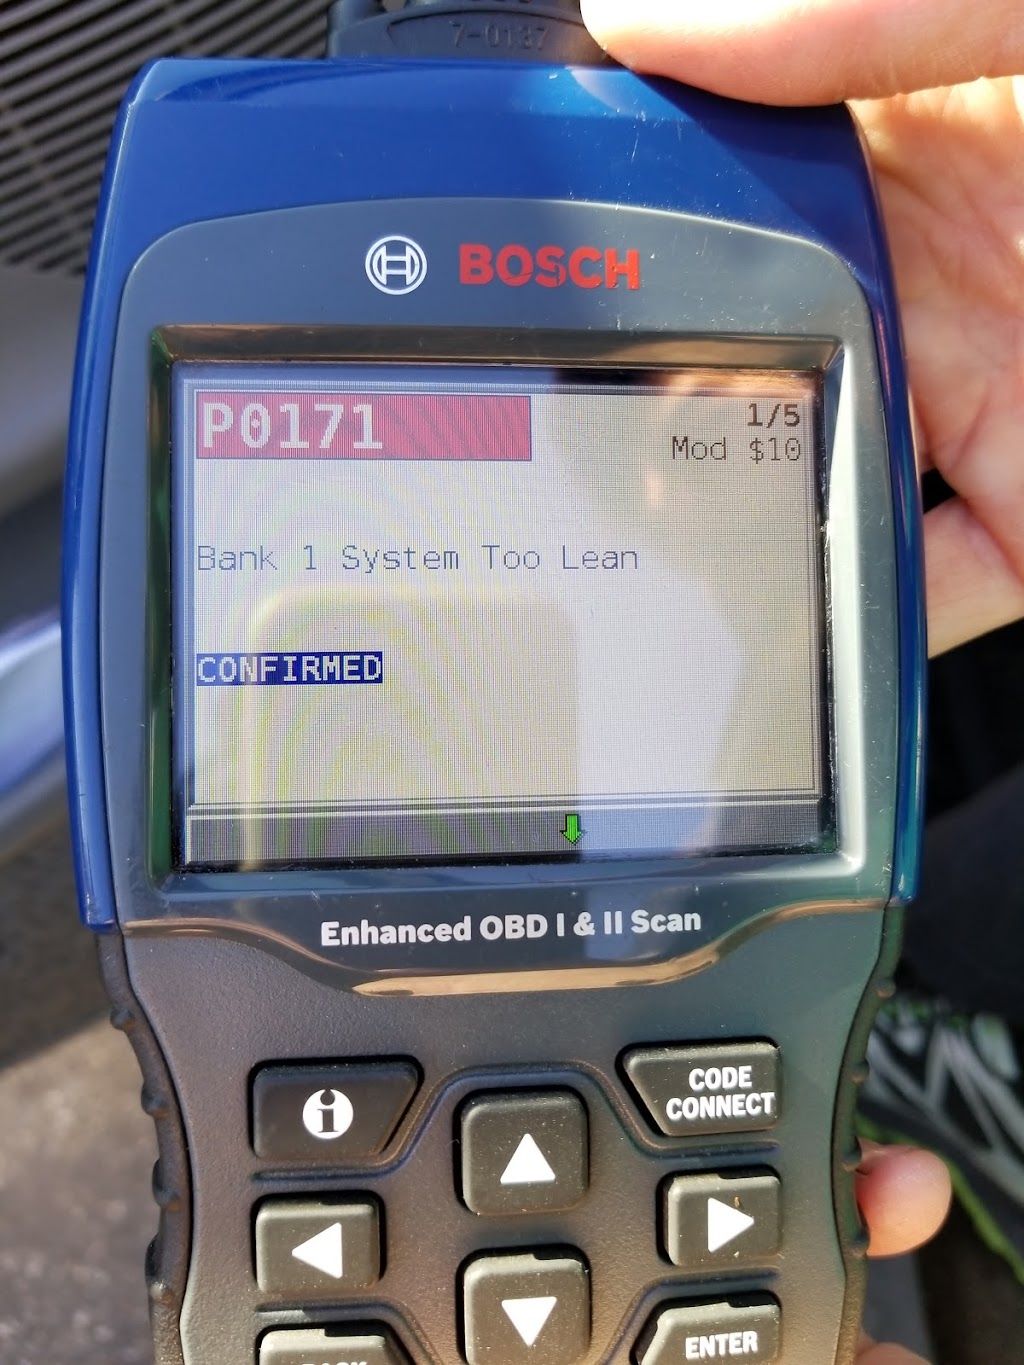 7-0137
BOSCH
P0171
1/5
Mod $10
Bank 1 System Too Lean
CONFIRMED
Enhanced OBD I & II Scan
i
CODE
CONNECT
ENTER